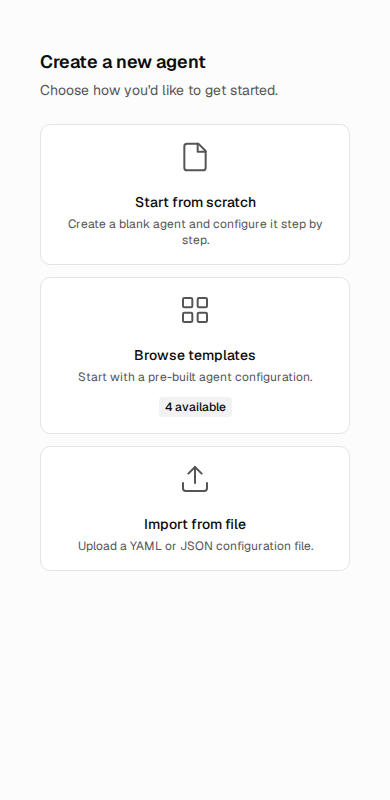 Create a new agent
Choose how you'd like to get started.
Start from scratch
Create a blank agent and configure it step by
step.
Browse templates
Start with a pre-built agent configuration.
4 available
Import from file
Upload a YAML or JSON configuration file.